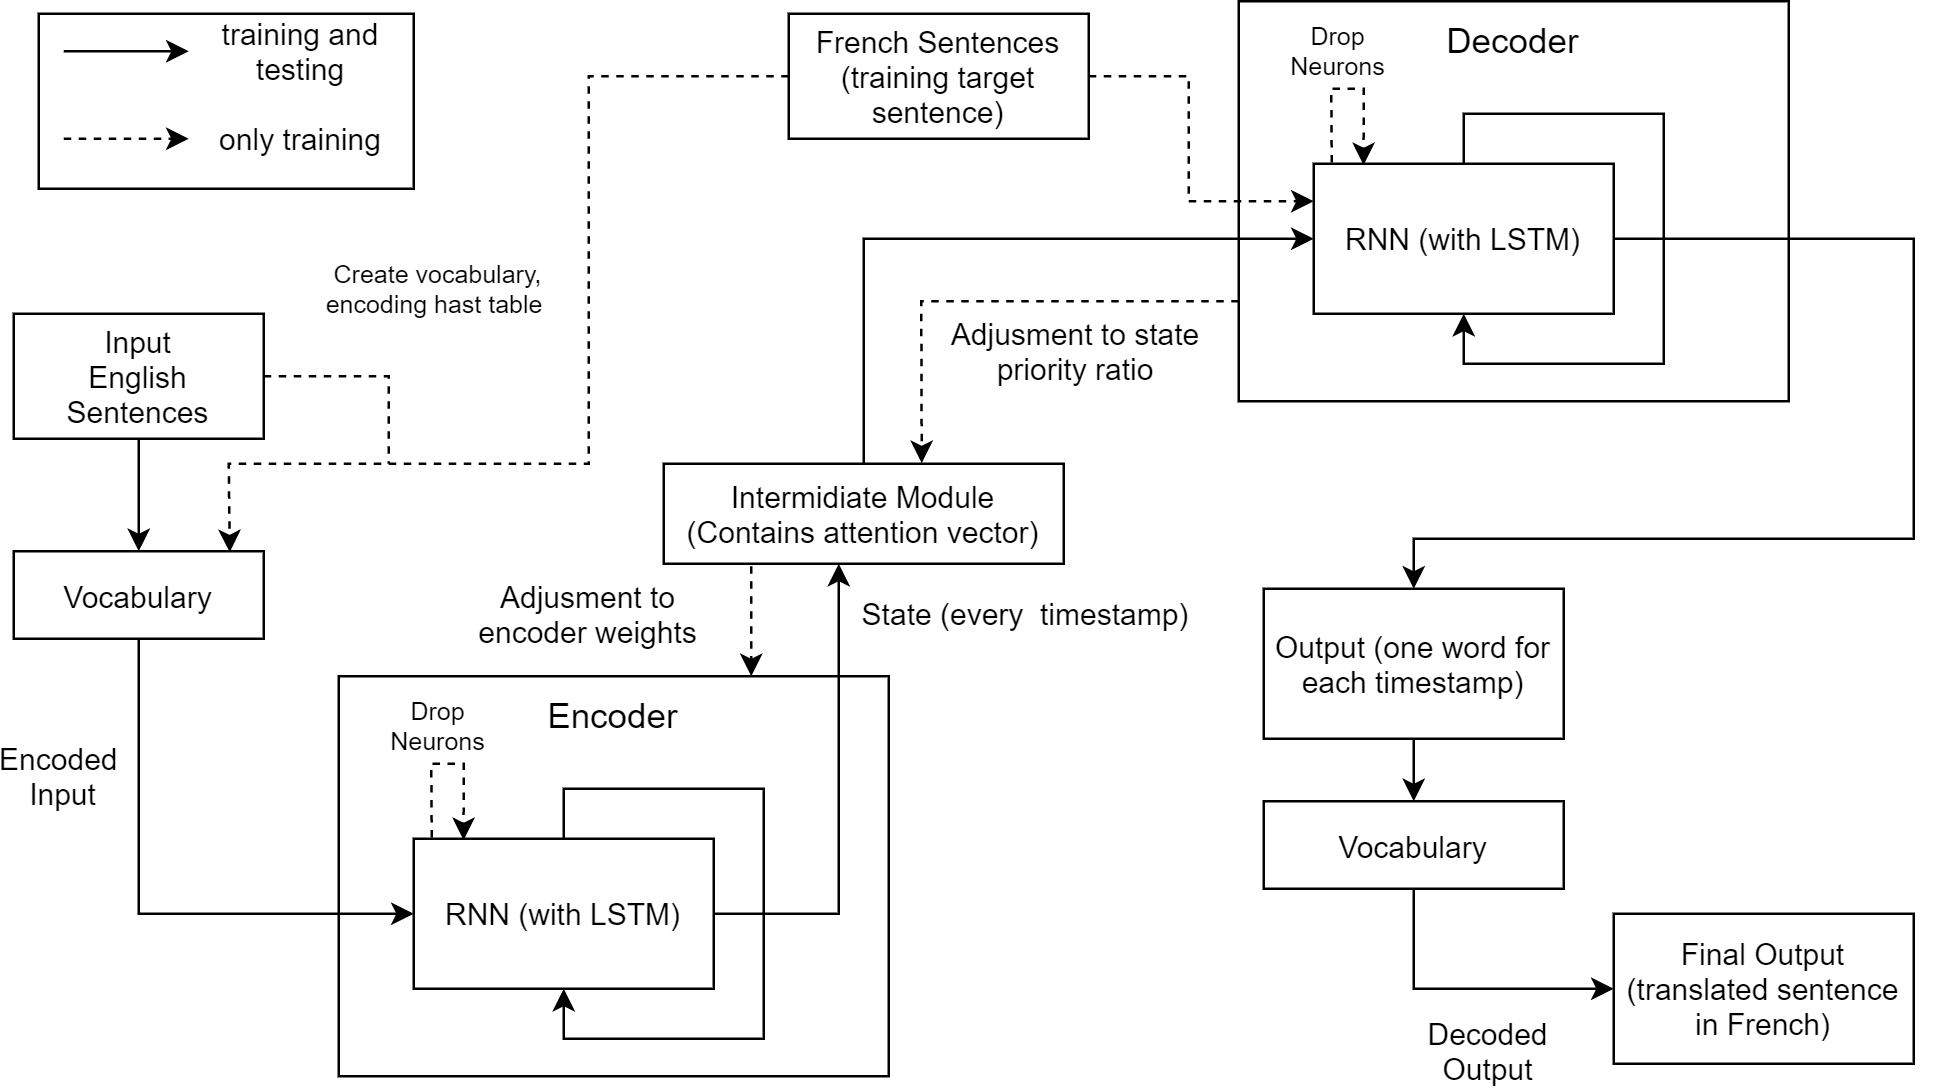 training and
testing
only training
French Sentences
(training target
sentence)
Drop
Neurons
Decoder
RNN (with LSTM)
Create vocabulary,
encoding hast table
Adjusment to state
priority ratio
Input
English
Sentences
Intermidiate Module
(Contains attention vector)
Vocabulary
Adjusment to
encoder weights
State (every  timestamp)
Output (one word for
each timestamp)
Encoded
Input
Drop
Neurons
Encoder
RNN (with LSTM)
Vocabulary
Final Output
(translated sentence
in French)
Decoded
Output